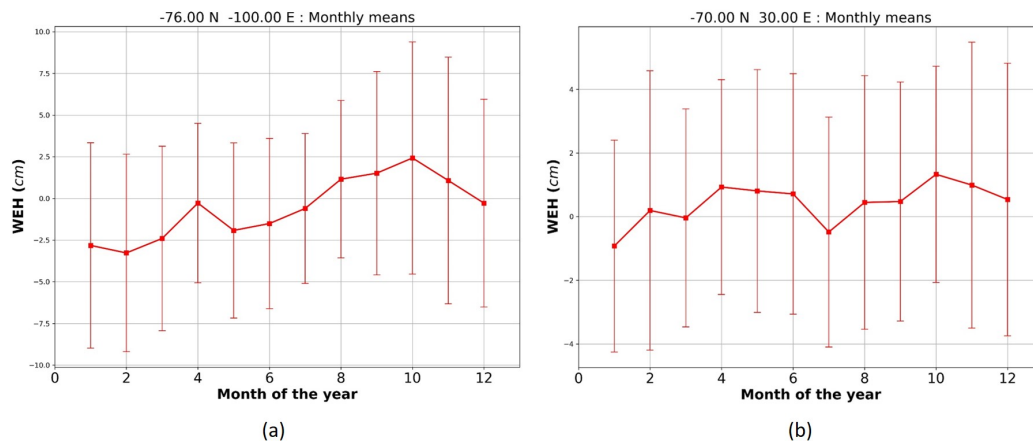 -76.00 N -100.00 E : Monthly means
10.0
7.5
5.0
2.5
0.0
-2.5
-5.0
-7.5
-10.0
WEH (cm)
0 2 4 6 8 10 12
Month of the year
(a)
-70.00 N 30.00 E : Monthly means
4
2
0
-2
-4
WEH (cm)
0 2 4 6 8 10 12
Month of the year
(b)